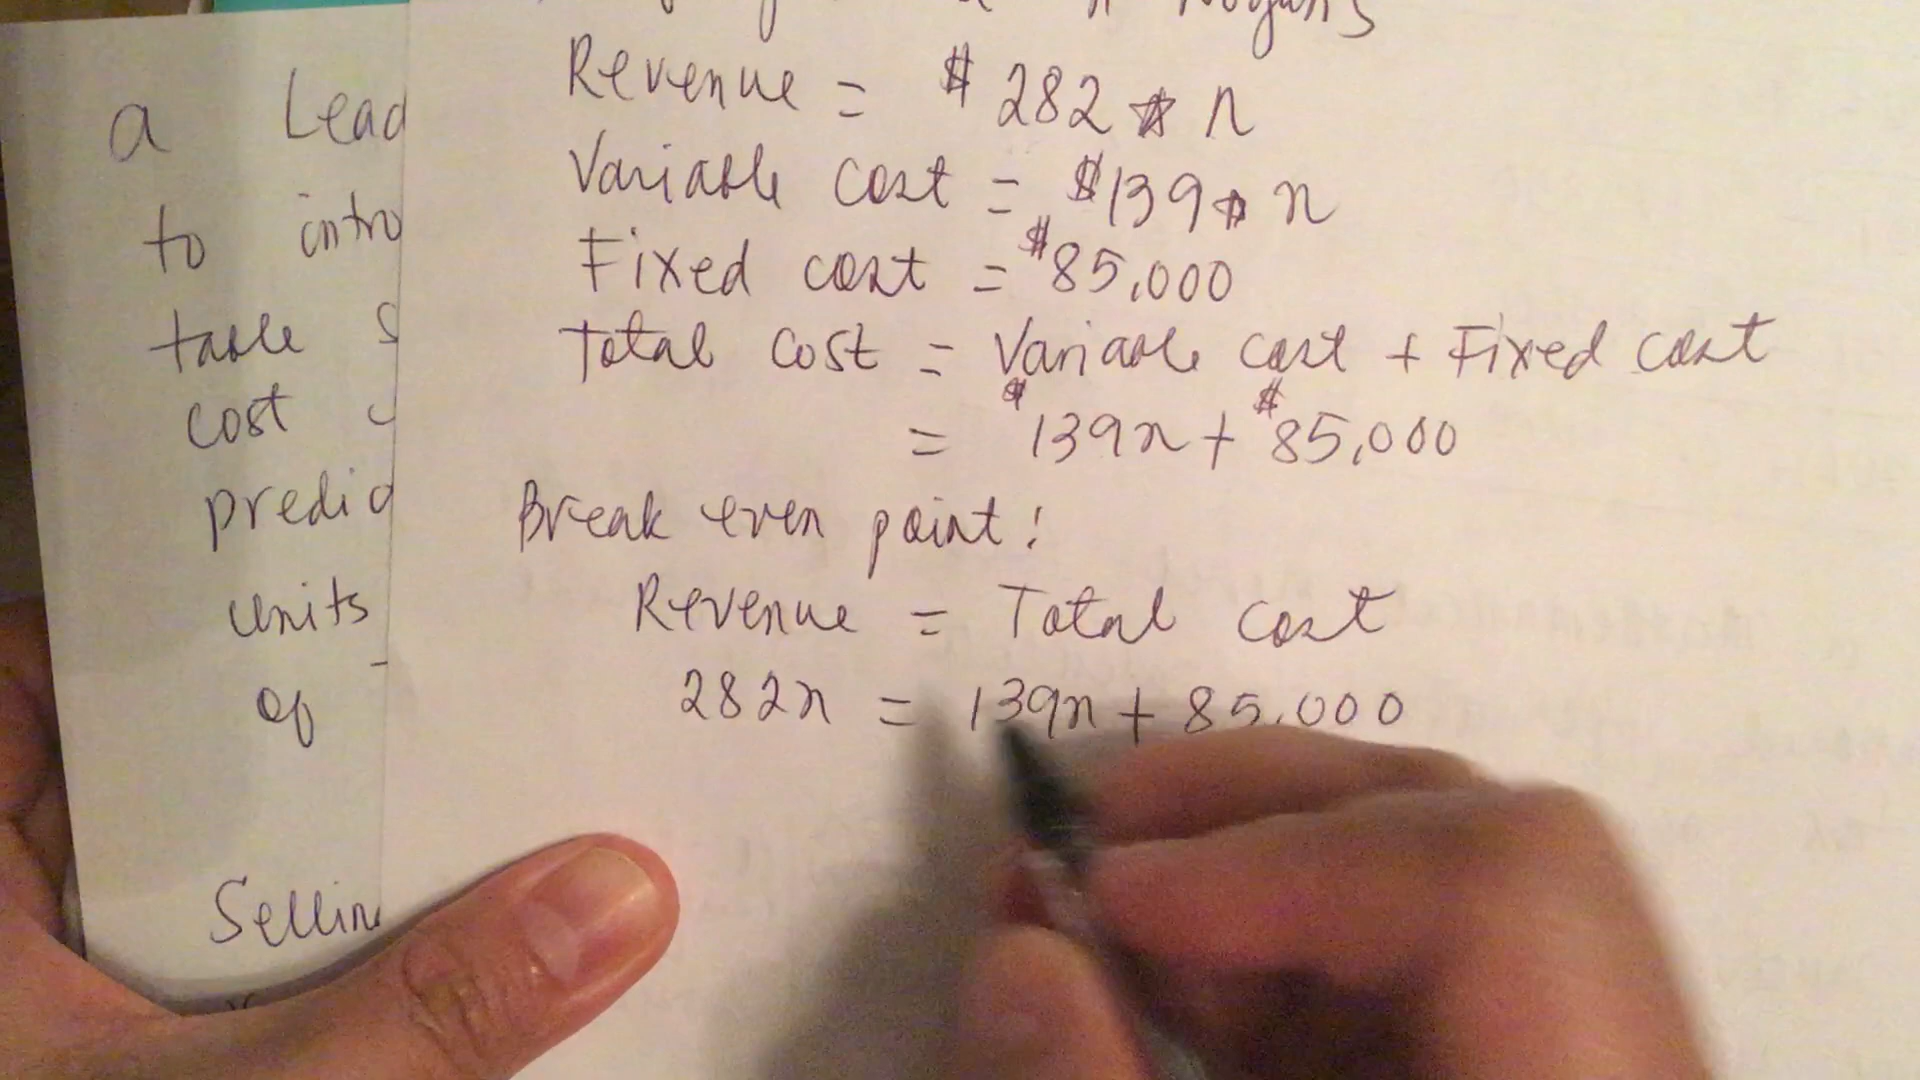 Revenue = $ 282 * n
Variable cost = $139 * n
Fixed cost = $85,000
Total cost = Variable cost + Fixed cost
= $139n + $85,000
Break even point:
Revenue = Total cost
282n = 139n + 85,000
a Lead
to intro
table S
cost
predic
units
of
Sellin